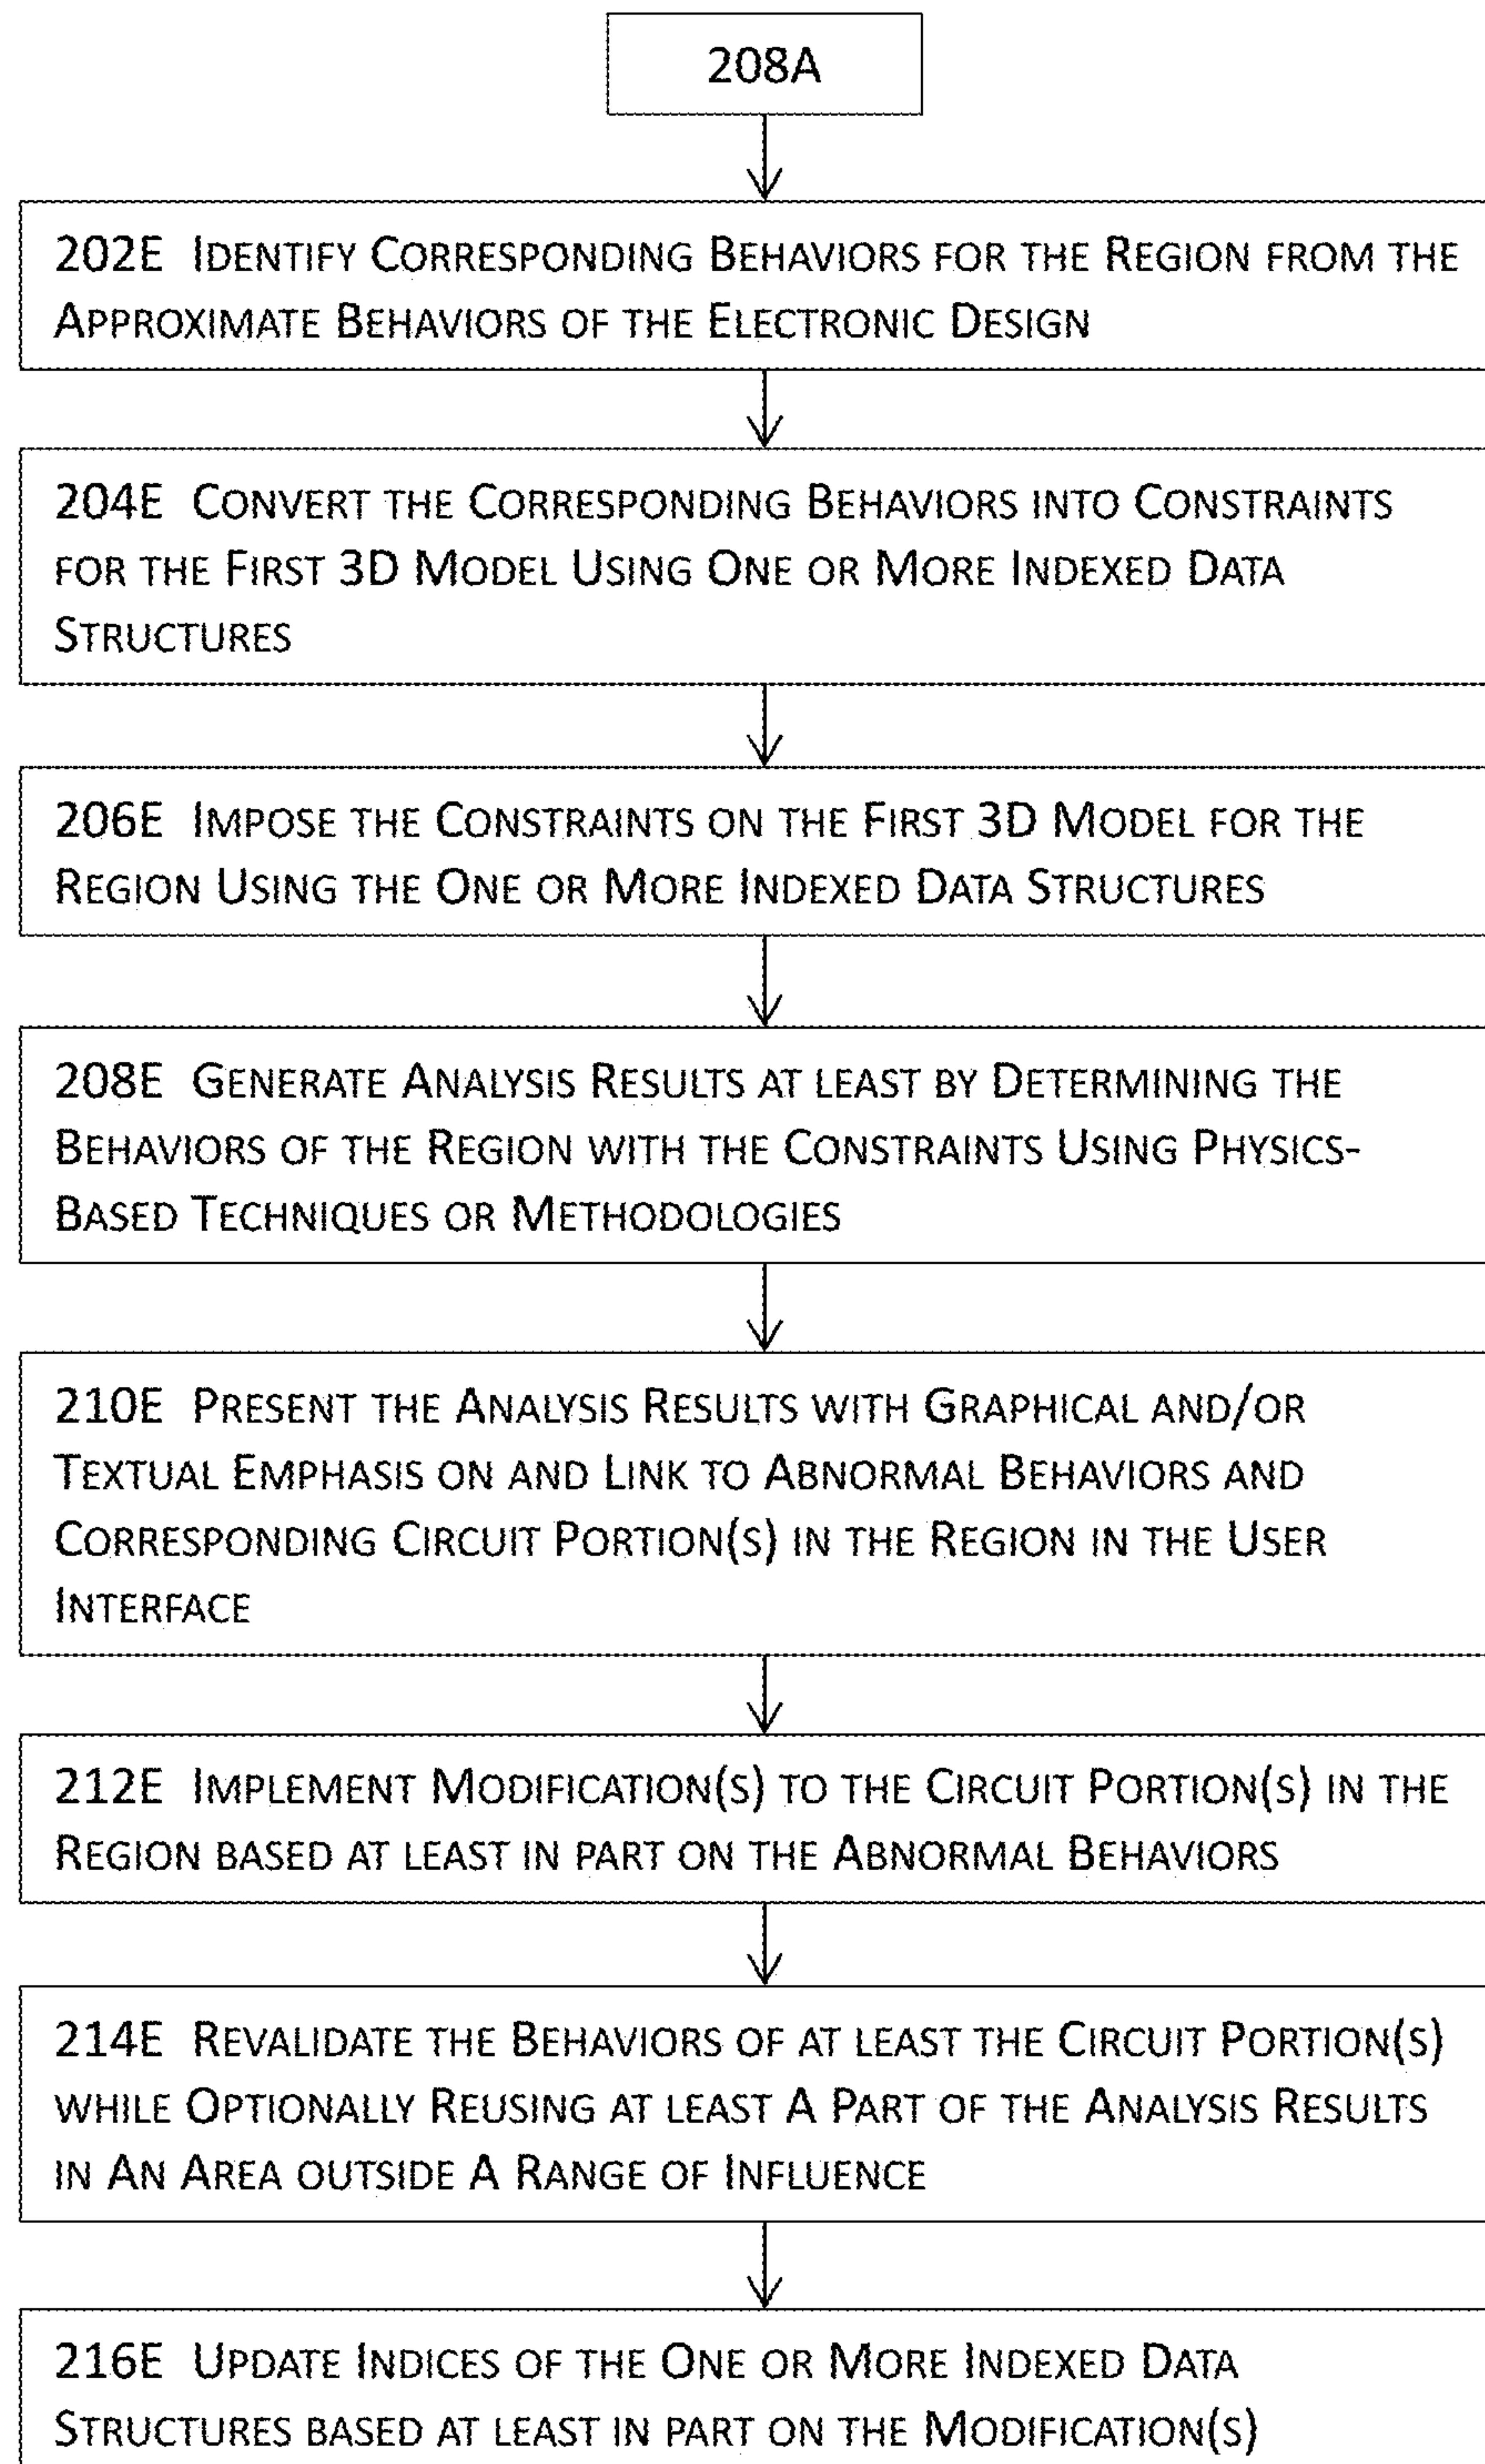 208A
202E Identify Corresponding Behaviors for the Region from the
Approximate Behaviors of the Electronic Design
204E Convert the Corresponding Behaviors into Constraints
for the First 3D Model Using One or More Indexed Data
Structures
206E Impose the Constraints on the First 3D Model for the
Region Using the One or More Indexed Data Structures
208E Generate Analysis Results at least by Determining the
Behaviors of the Region with the Constraints Using Physics-
Based Techniques or Methodologies
210E Present the Analysis Results with Graphical and/or
Textual Emphasis on and Link to Abnormal Behaviors and
Corresponding Circuit Portion(s) in the Region in the User
Interface
212E Implement Modification(s) to the Circuit Portion(s) in the
Region based at least in part on the Abnormal Behaviors
214E Revalidate the Behaviors of at least the Circuit Portion(s)
while Optionally Reusing at least A Part of the Analysis Results
in An Area outside A Range of Influence
216E Update Indices of the One or More Indexed Data
Structures based at least in part on the Modification(s)